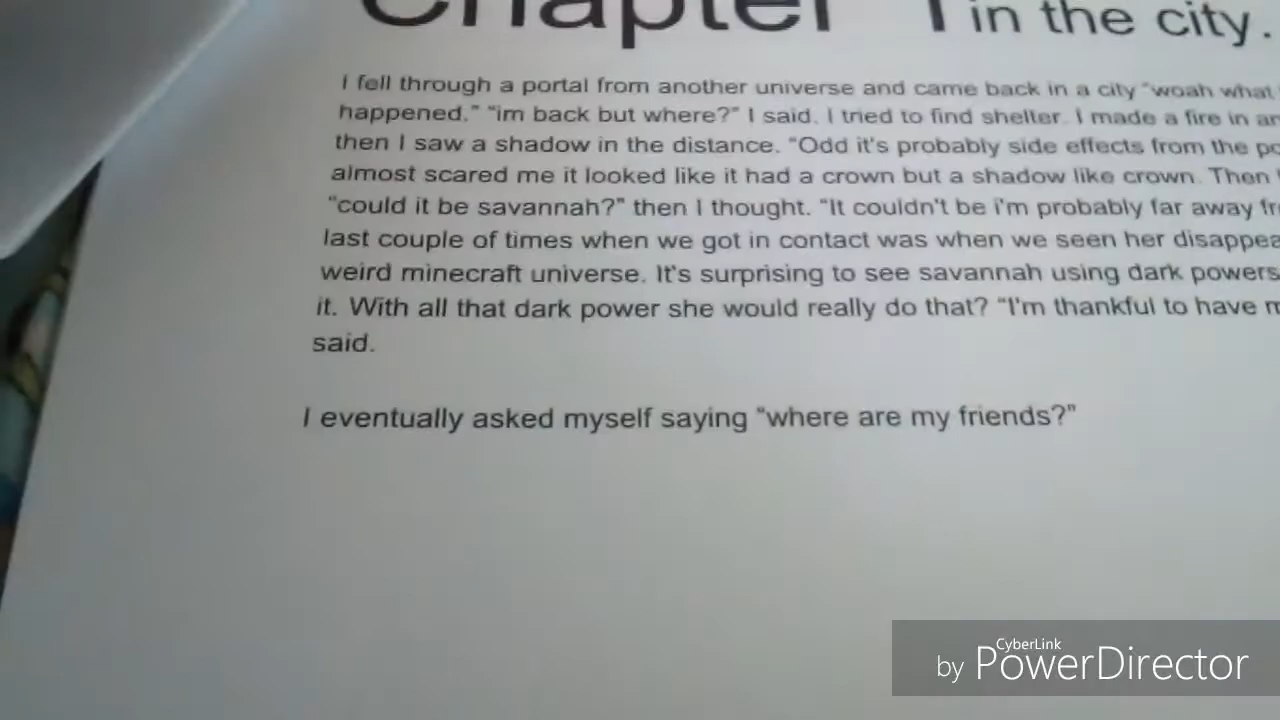 Chapter 1 in the city.
I fell through a portal from another universe and came back in a city “woah what
happened.” “im back but where?” I said. I tried to find shelter. I made a fire in
then I saw a shadow in the distance. “Odd it's probably side effects from the
almost scared me it looked like it had a crown but a shadow like crown. Then
“could it be savannah?” then I thought. “It couldn't be i'm probably far away
last couple of times when we got in contact was when we seen her
weird minecraft universe. It's surprising to see savannah using dark powers
it. With all that dark power she would really do that? “I'm thankful to have
said.
I eventually asked myself saying “where are my friends?”
by CyberLink PowerDirector